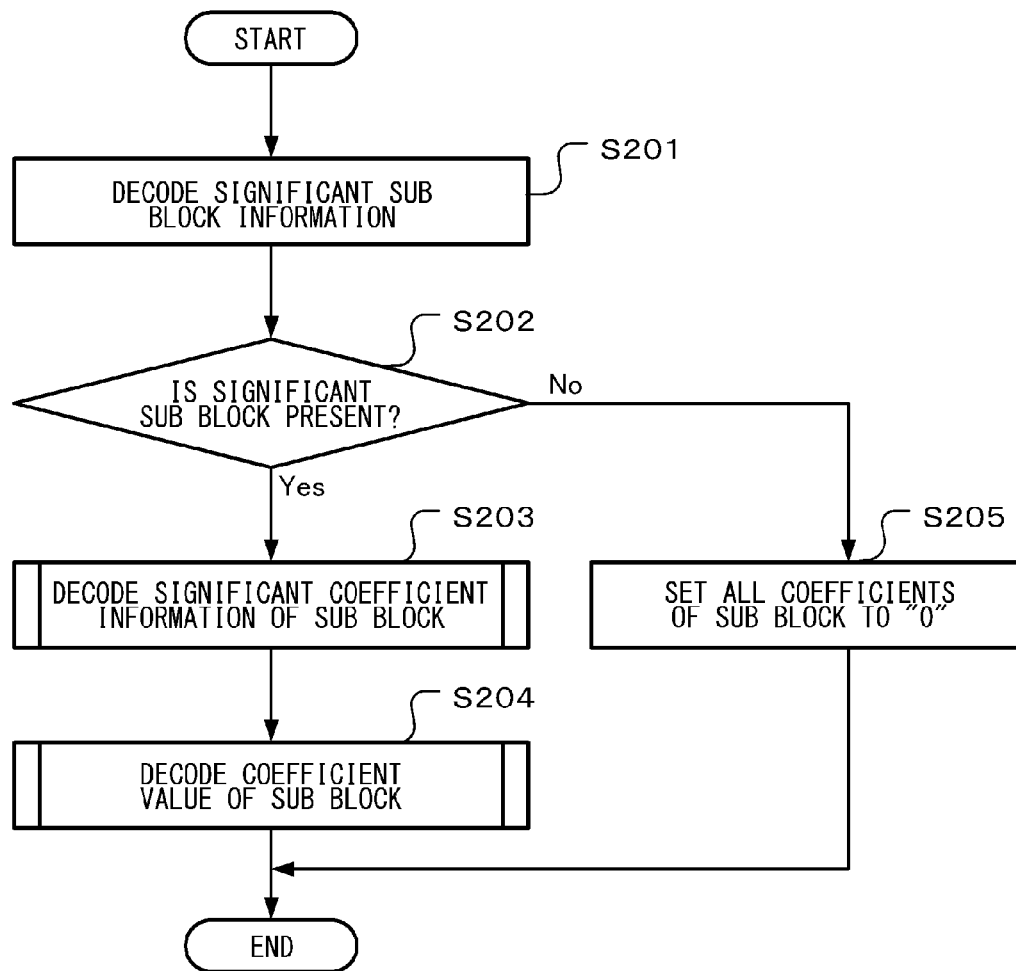 START
S201
DECODE SIGNIFICANT SUB
BLOCK INFORMATION
S202
IS SIGNIFICANT
SUB BLOCK PRESENT?
No
Yes
S203
DECODE SIGNIFICANT COEFFICIENT
INFORMATION OF SUB BLOCK
S205
SET ALL COEFFICIENTS
OF SUB BLOCK TO "0"
S204
DECODE COEFFICIENT
VALUE OF SUB BLOCK
END